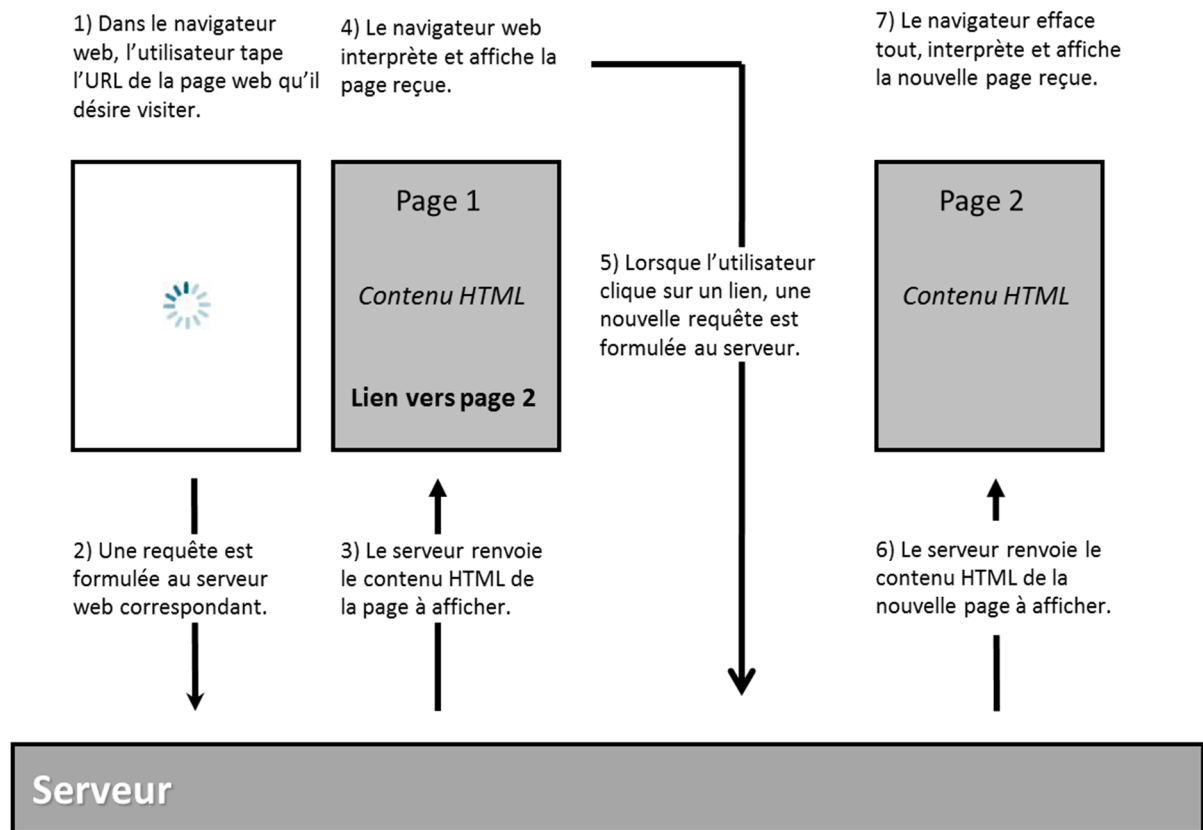 1) Dans le navigateur
web, l’utilisateur tape
l’URL de la page web qu’il
désire visiter.
2) Une requête est
formulée au serveur
web correspondant.
3) Le serveur renvoie
le contenu HTML de
la page à afficher.
4) Le navigateur web
interprète et affiche la
page reçue.
Page 1
Contenu HTML
Lien vers page 2
5) Lorsque l’utilisateur
clique sur un lien, une
nouvelle requête est
formulée au serveur.
6) Le serveur renvoie le
contenu HTML de la
nouvelle page à afficher.
7) Le navigateur efface
tout, interprète et affiche
la nouvelle page reçue.
Page 2
Contenu HTML
Serveur